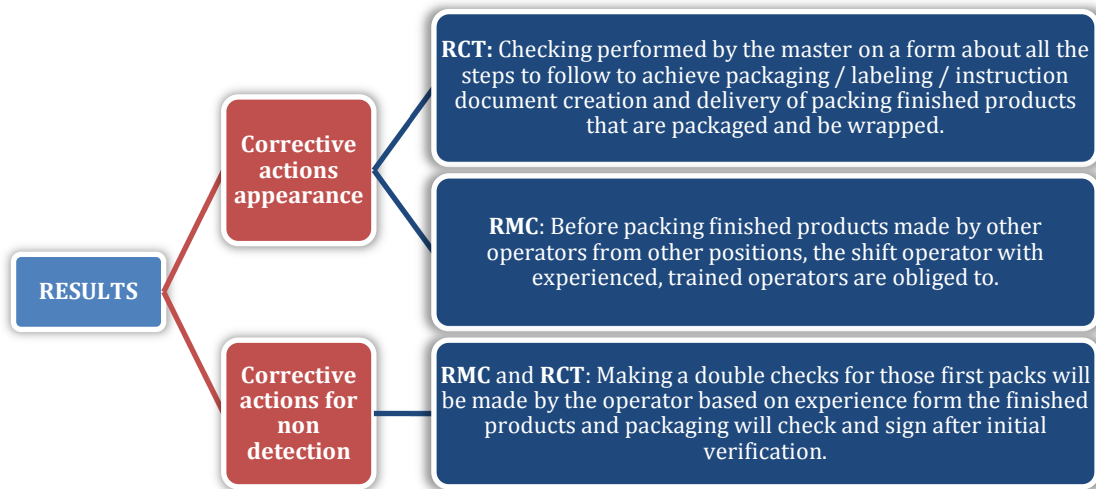 RESULTS
Corrective
actions
appearance
RCT: Checking performed by the master on a form about all the
steps to follow to achieve packaging / labeling / instruction
document creation and delivery of packing finished products
that are packaged and be wrapped.
RMC: Before packing finished products made by other
operators from other positions, the shift operator with
experienced, trained operators are obliged to.
Corrective
actions for
non
detection
RMC and RCT: Making a double checks for those first packs will
be made by the operator based on experience form the finished
products and packaging will check and sign after initial
verification.